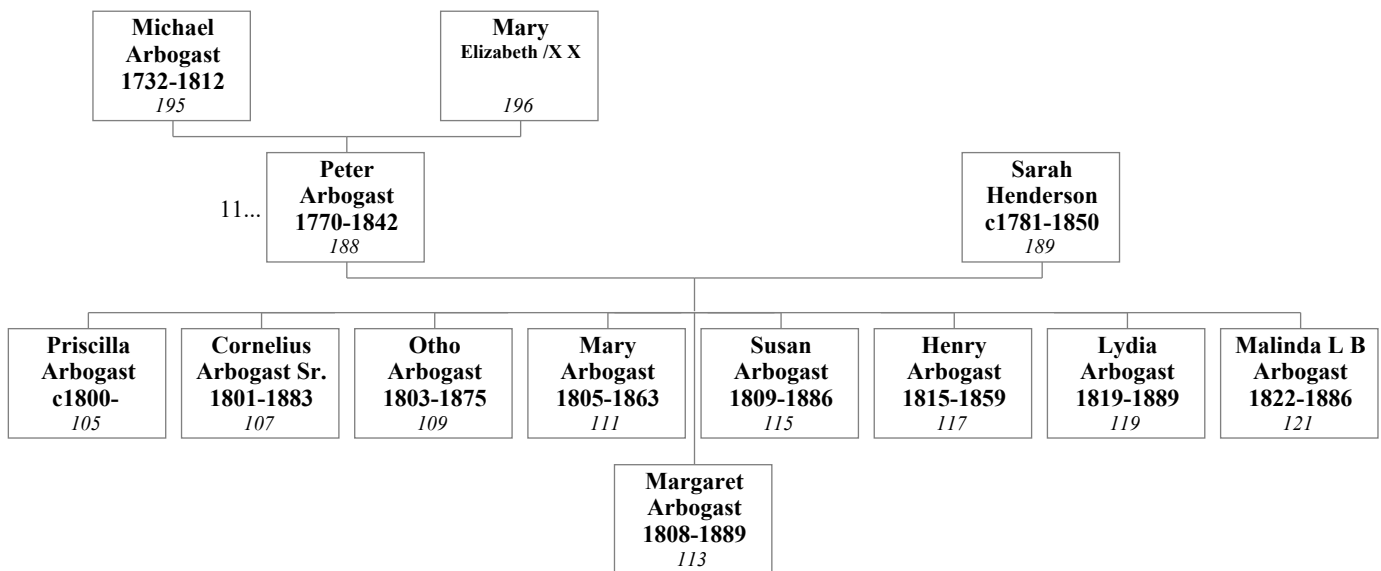 Michael
Arbogast
1732-1812
195
Mary
Elizabeth /X X
196
11...
Peter
Arbogast
1770-1842
188
Sarah
Henderson
c1781-1850
189
Priscilla
Arbogast
c1800-
105
Cornelius
Arbogast Sr.
1801-1883
107
Otho
Arbogast
1803-1875
109
Mary
Arbogast
1805-1863
111
Susan
Arbogast
1809-1886
115
Henry
Arbogast
1815-1859
117
Lydia
Arbogast
1819-1889
119
Malinda L B
Arbogast
1822-1886
121
Margaret
Arbogast
1808-1889
113